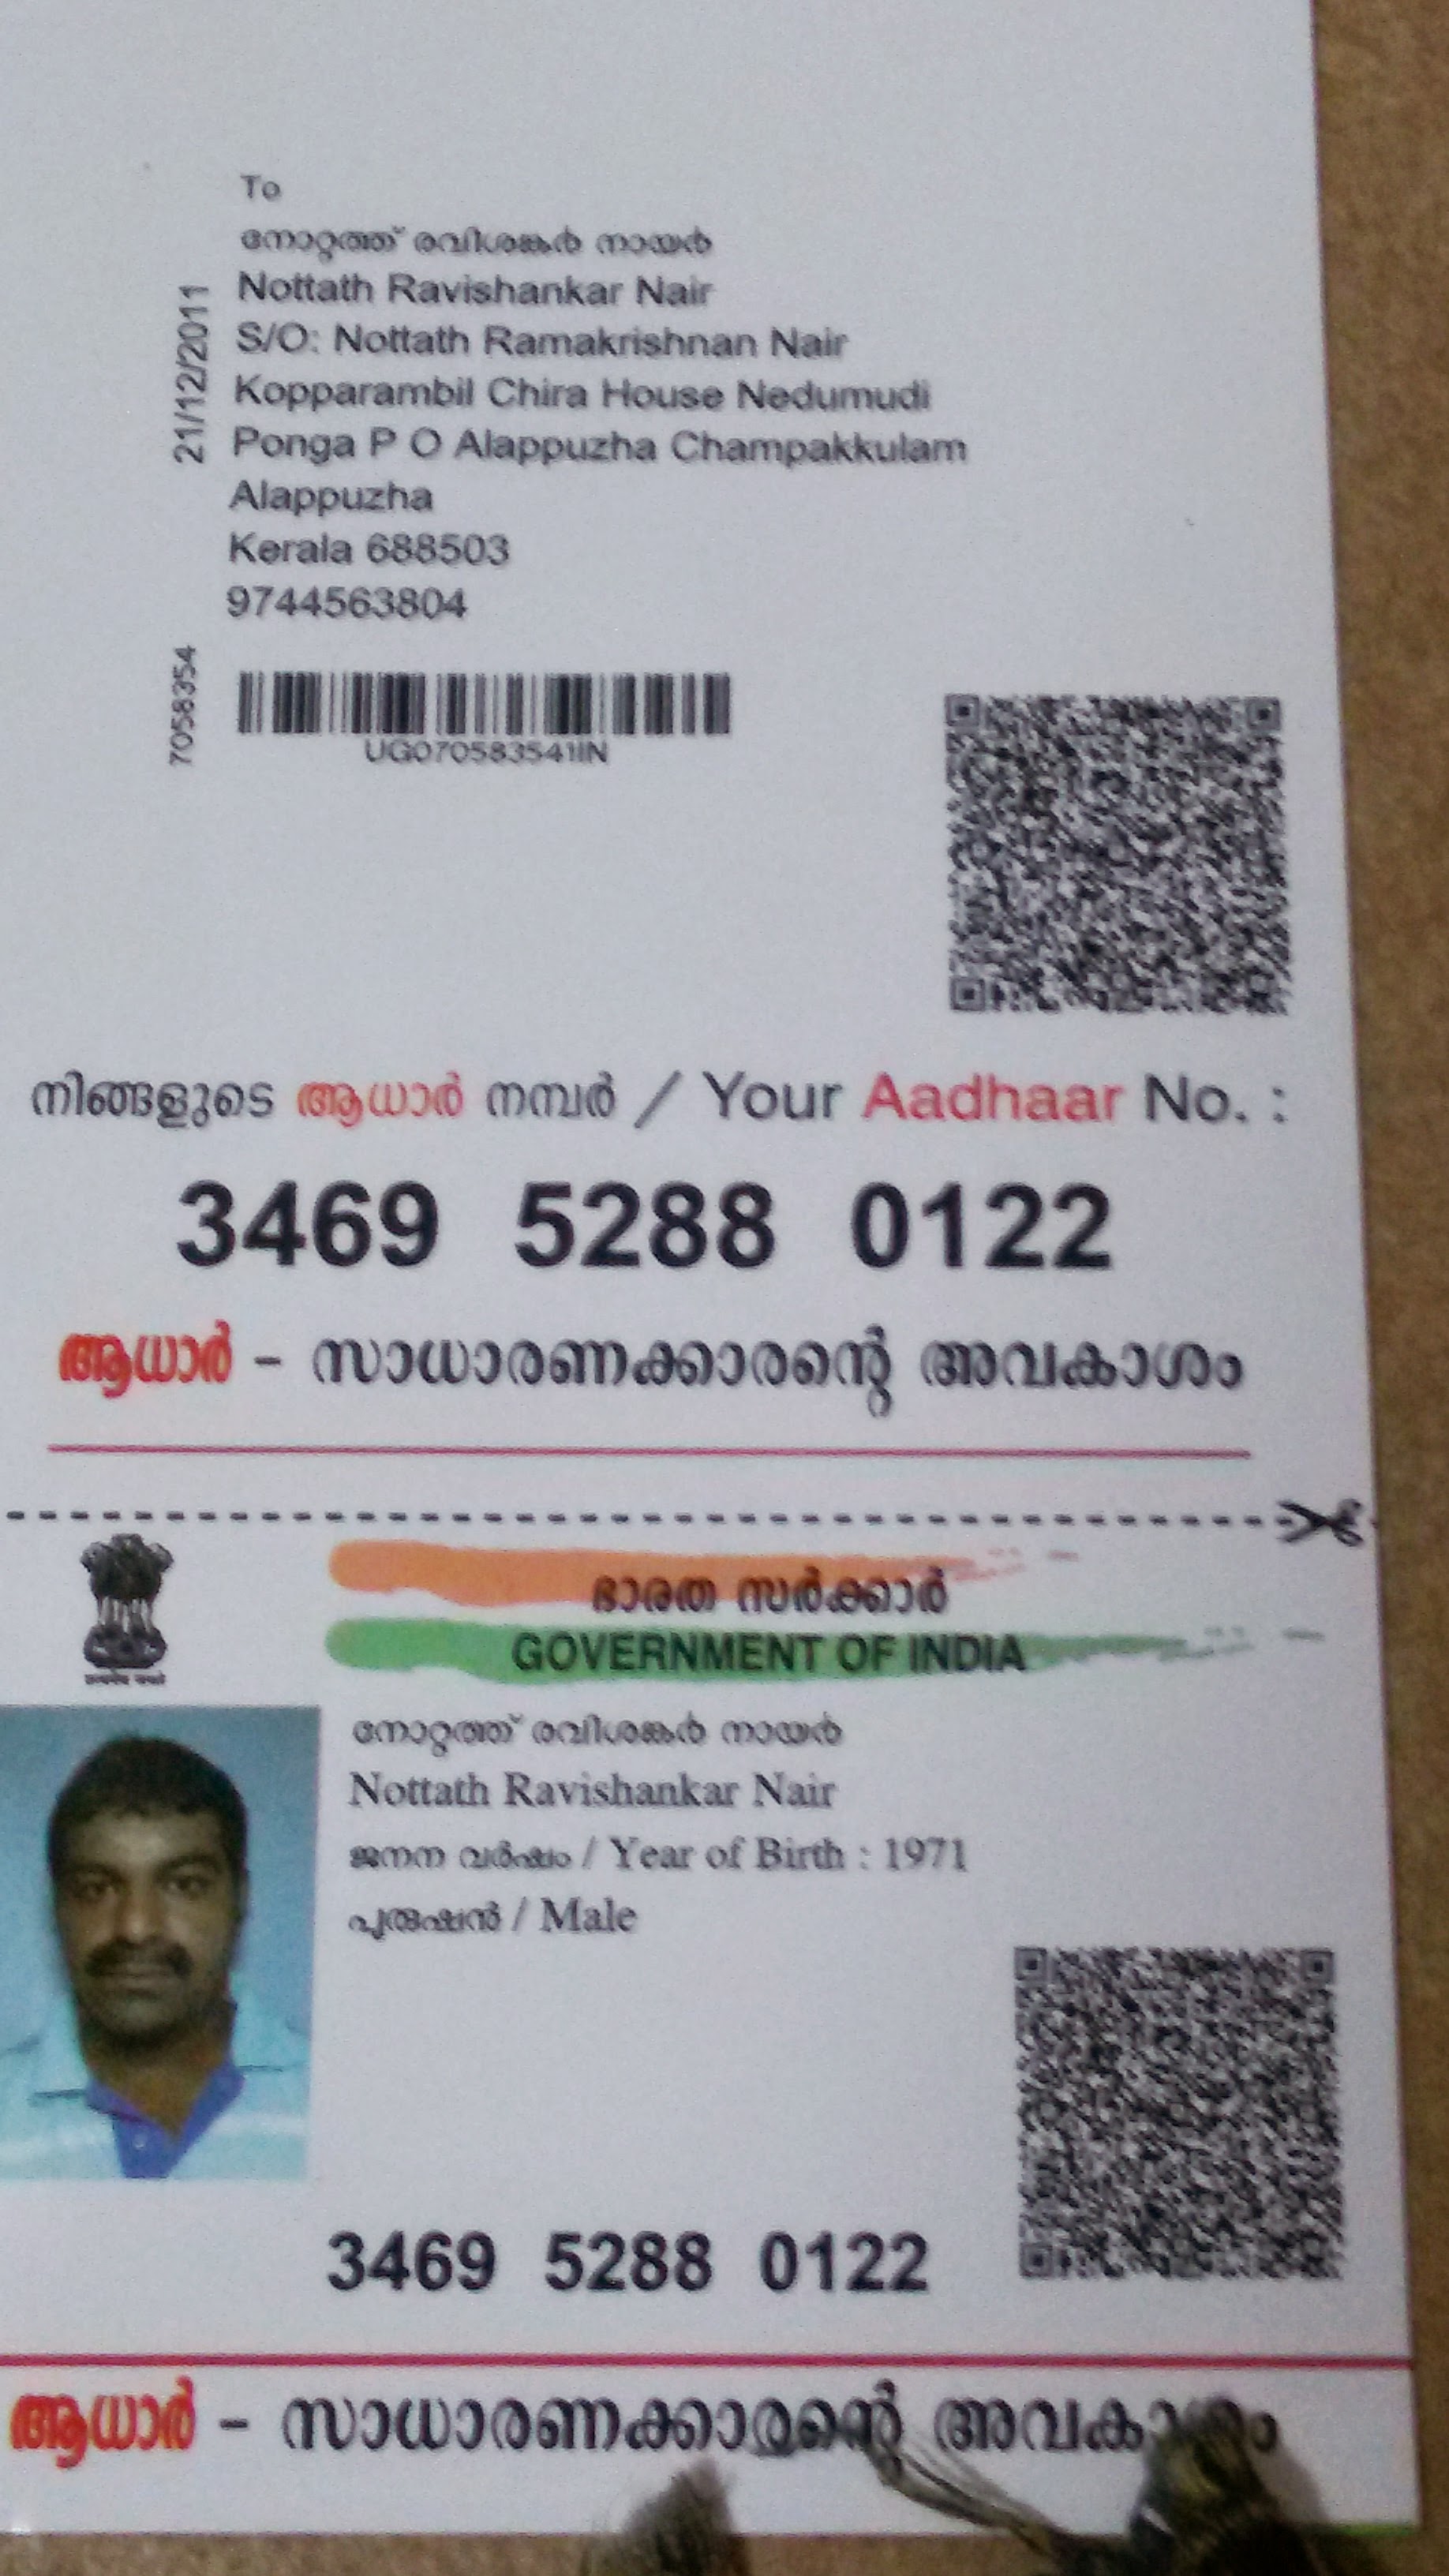 To
നോറ്റത്ത് രവിശങ്കർ നായർ
Nottath Ravishankar Nair
S/O: Nottath Ramakrishnan Nair
Kopparambil Chira House Nedumudi
Ponga P O Alappuzha Champakkulam
Alappuzha
Kerala 688503
9744563804
21/12/2011
7058354
UG070583541IN
നിങ്ങളുടെ ആധാർ നമ്പർ / Your Aadhaar No. :
3469 5288 0122
ആധാർ – സാധാരണക്കാരന്റെ അവകാശം
ഭാരത സർക്കാർ
GOVERNMENT OF INDIA
നോറ്റത്ത് രവിശങ്കർ നായർ
Nottath Ravishankar Nair
ജനന വർഷം / Year of Birth : 1971
പുരുഷൻ / Male
3469 5288 0122
ആധാർ – സാധാരണക്കാരന്റെ അവകാശം